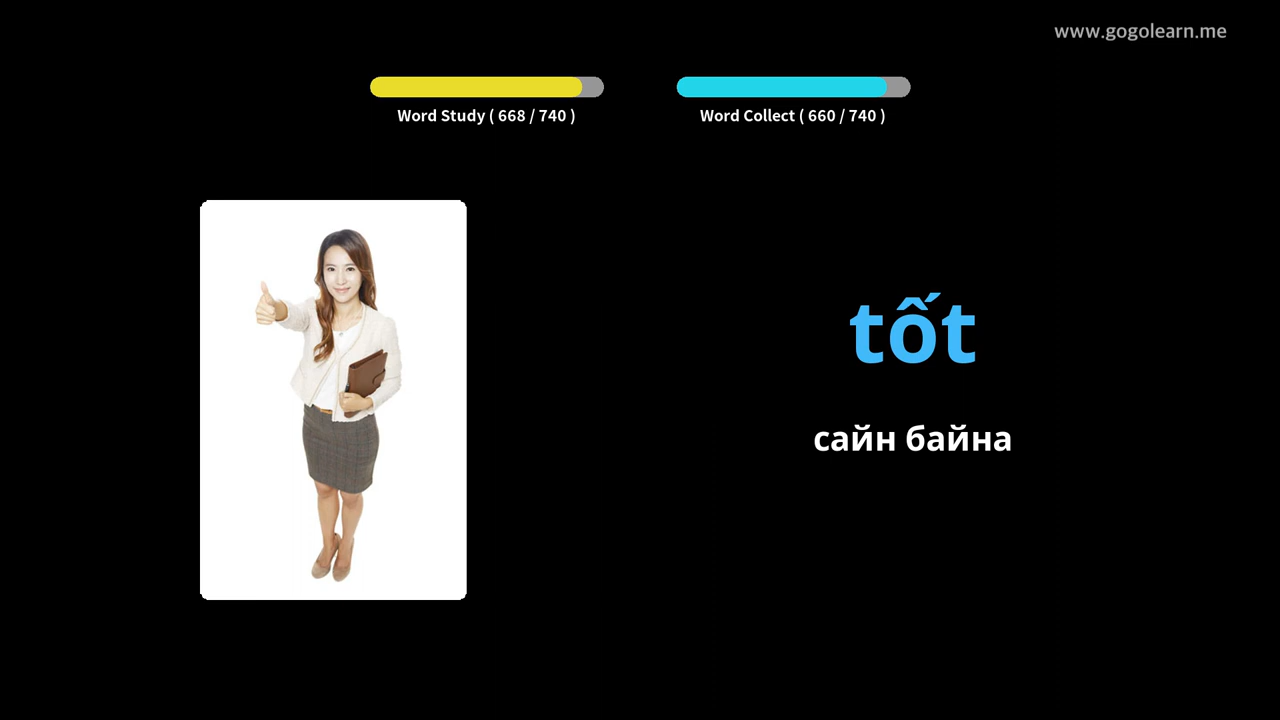 www.gogolearn.me
Word Study ( 668 / 740 )
Word Collect ( 660 / 740 )
tốt
сайн байна